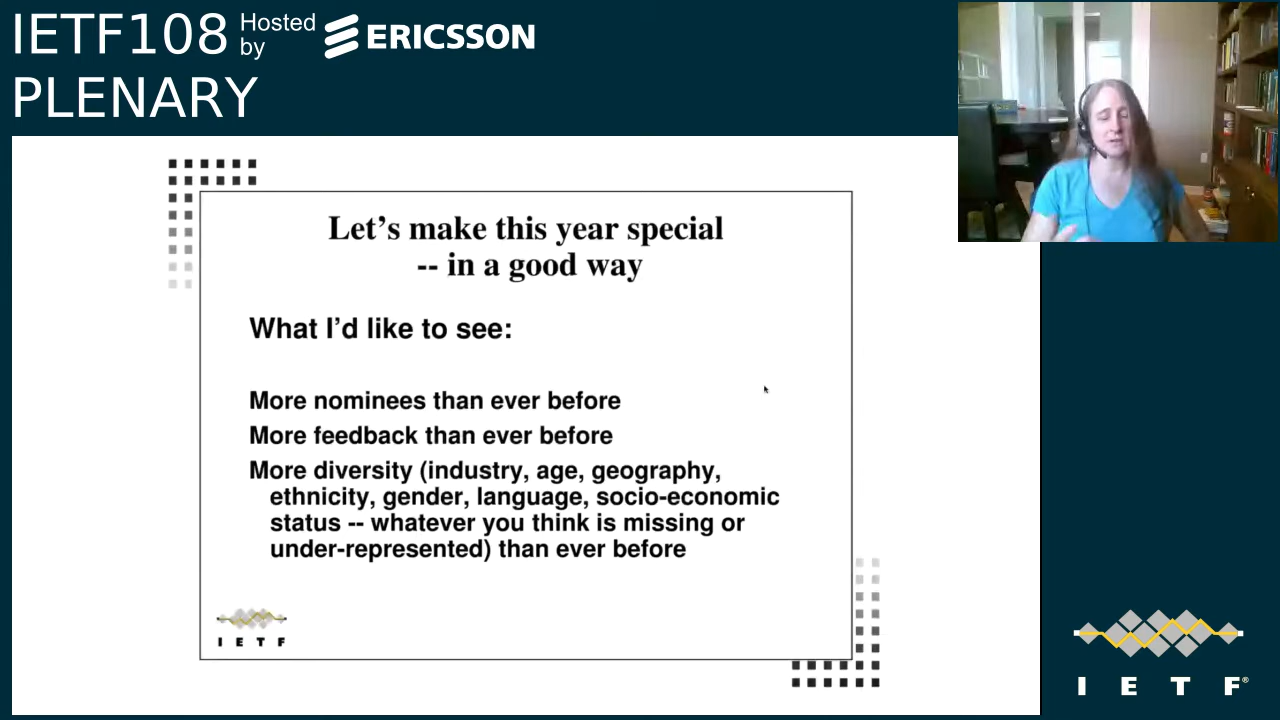 IETF108 Hosted by ERICSSON
PLENARY
Let's make this year special
-- in a good way
What I'd like to see:
More nominees than ever before
More feedback than ever before
More diversity (industry, age, geography,
ethnicity, gender, language, socio-economic
status -- whatever you think is missing or
under-represented) than ever before
I E T F
I E T F®